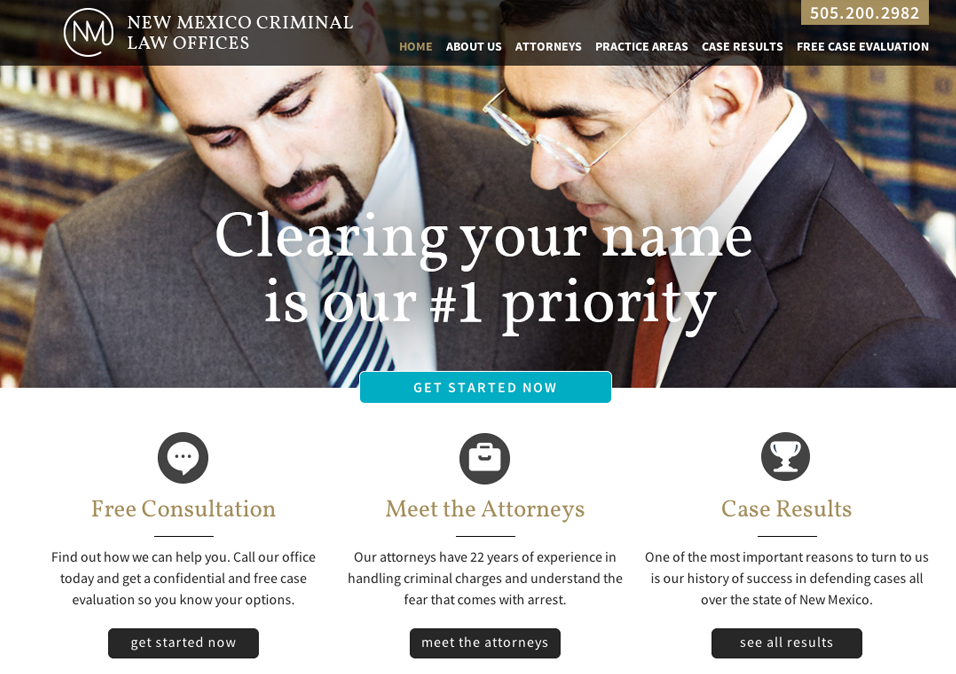 505.200.2982
NM
NEW MEXICO CRIMINAL
LAW OFFICES
HOME ABOUT US ATTORNEYS PRACTICE AREAS CASE RESULTS FREE CASE EVALUATION
Clearing your name
is our #1 priority
GET STARTED NOW
Free Consultation
Find out how we can help you. Call our office
today and get a confidential and free case
evaluation so you know your options.
get started now
Meet the Attorneys
Our attorneys have 22 years of experience in
handling criminal charges and understand the
fear that comes with arrest.
meet the attorneys
Case Results
One of the most important reasons to turn to us
is our history of success in defending cases all
over the state of New Mexico.
see all results